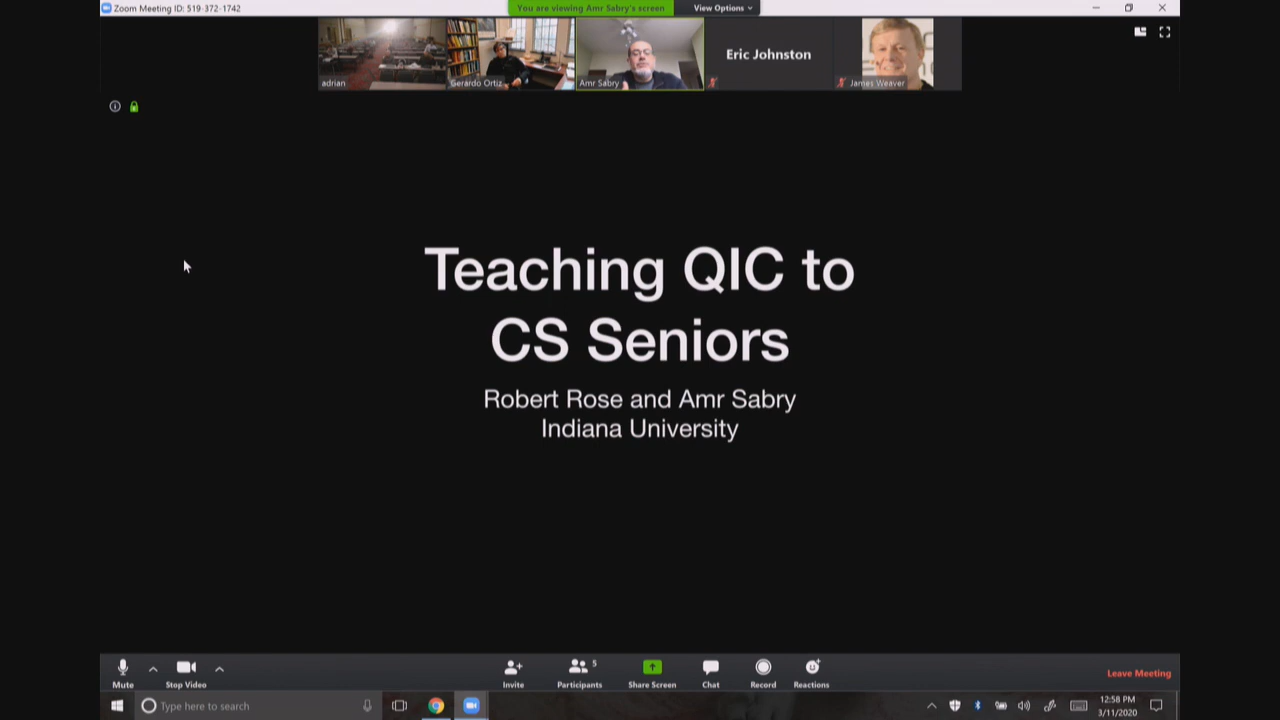 Zoom Meeting ID: 519-372-1742
You are viewing Amr Sabry's screen
View Options
adrian
Gerardo Ortiz
Amr Sabry
Eric Johnston
James Weaver
Teaching QIC to
CS Seniors
Robert Rose and Amr Sabry
Indiana University
Mute
Stop Video
Invite
Participants
5
Share Screen
Chat
Record
Reactions
Leave Meeting
Type here to search
12:58 PM
3/11/2020